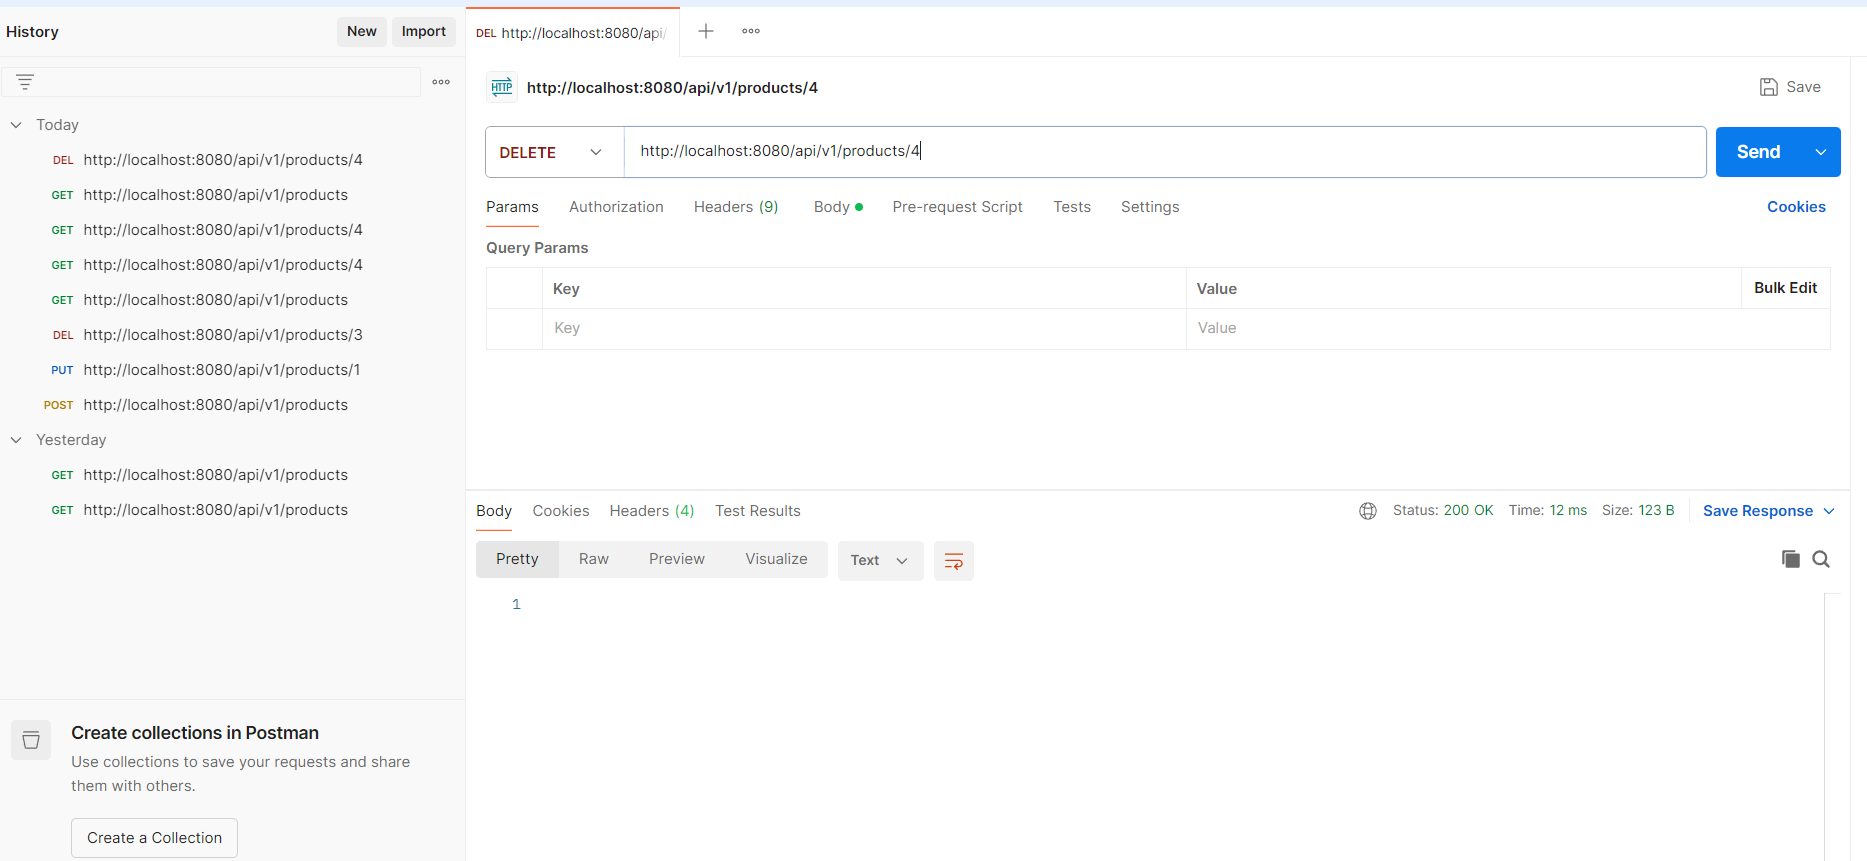 History
New
Import
DEL http://localhost:8080/api/
HTTP http://localhost:8080/api/v1/products/4
Save
Today
DEL http://localhost:8080/api/v1/products/4
GET http://localhost:8080/api/v1/products
GET http://localhost:8080/api/v1/products/4
GET http://localhost:8080/api/v1/products/4
GET http://localhost:8080/api/v1/products
DEL http://localhost:8080/api/v1/products/3
PUT http://localhost:8080/api/v1/products/1
POST http://localhost:8080/api/v1/products
Yesterday
GET http://localhost:8080/api/v1/products
GET http://localhost:8080/api/v1/products
Create collections in Postman
Use collections to save your requests and share
them with others.
Create a Collection
DELETE
http://localhost:8080/api/v1/products/4
Send
Params Authorization Headers (9) Body Pre-request Script Tests Settings Cookies
Query Params
Key Value Bulk Edit
Key Value
Body Cookies Headers (4) Test Results Status: 200 OK Time: 12 ms Size: 123 B Save Response
Pretty Raw Preview Visualize Text
1